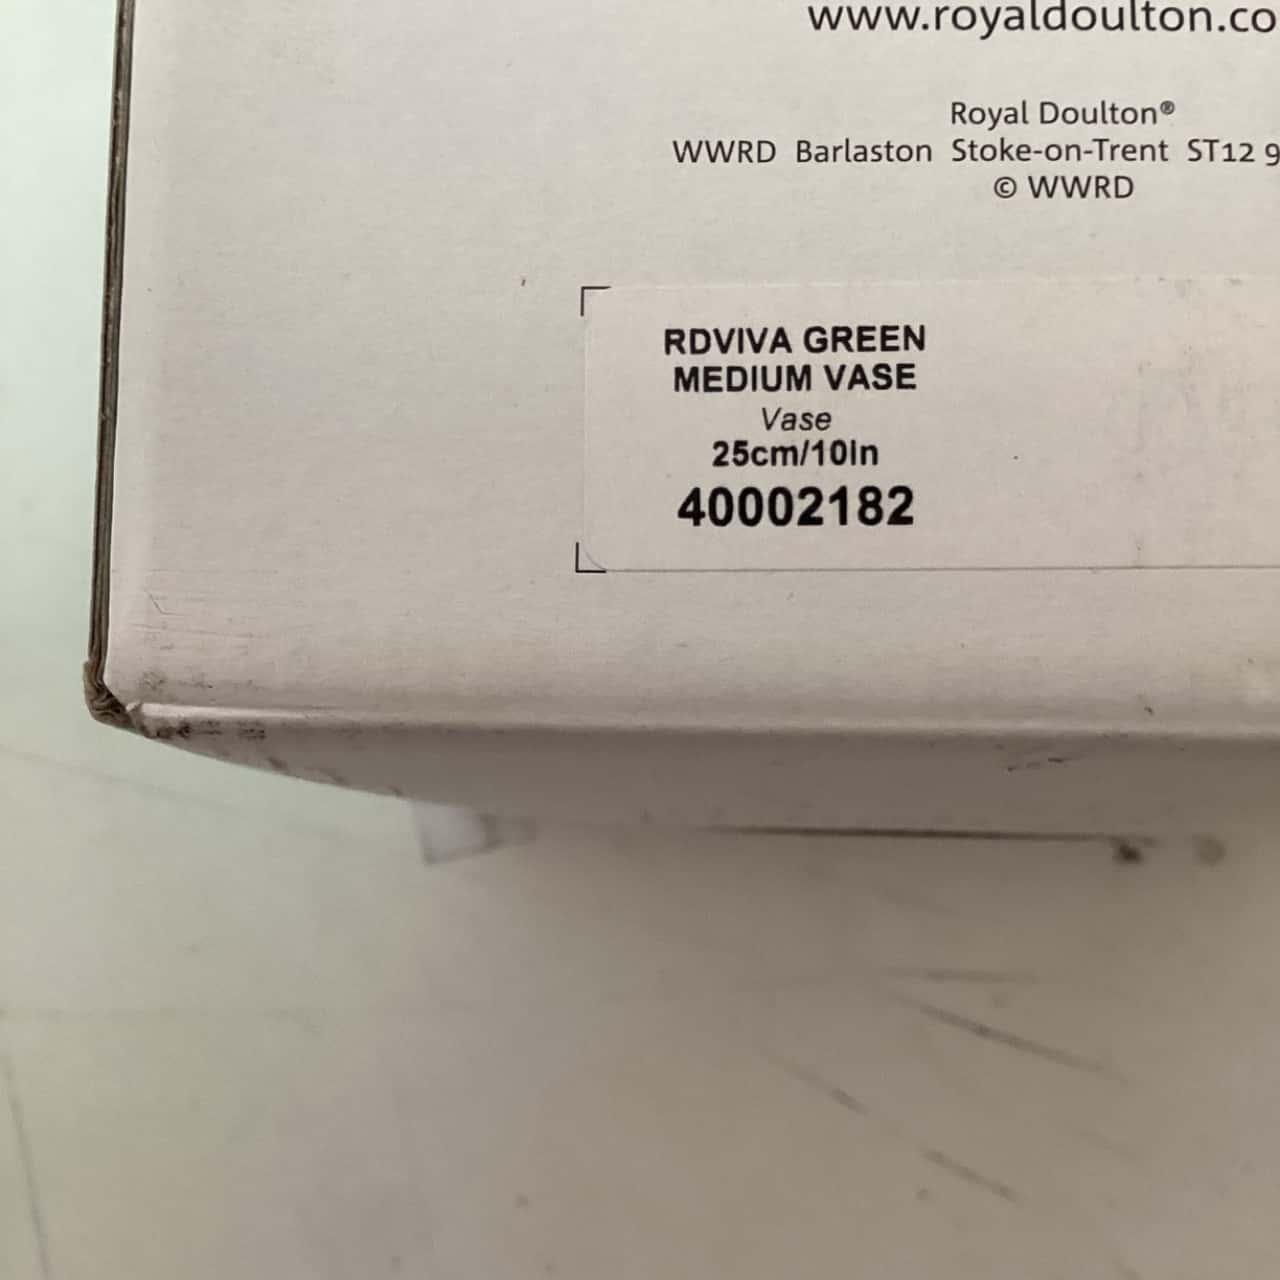 www.royaldoulton.co
Royal Doulton®
WWRD Barlaston Stoke-on-Trent ST12 9
© WWRD
RDVIVA GREEN
MEDIUM VASE
Vase
25cm/10In
40002182